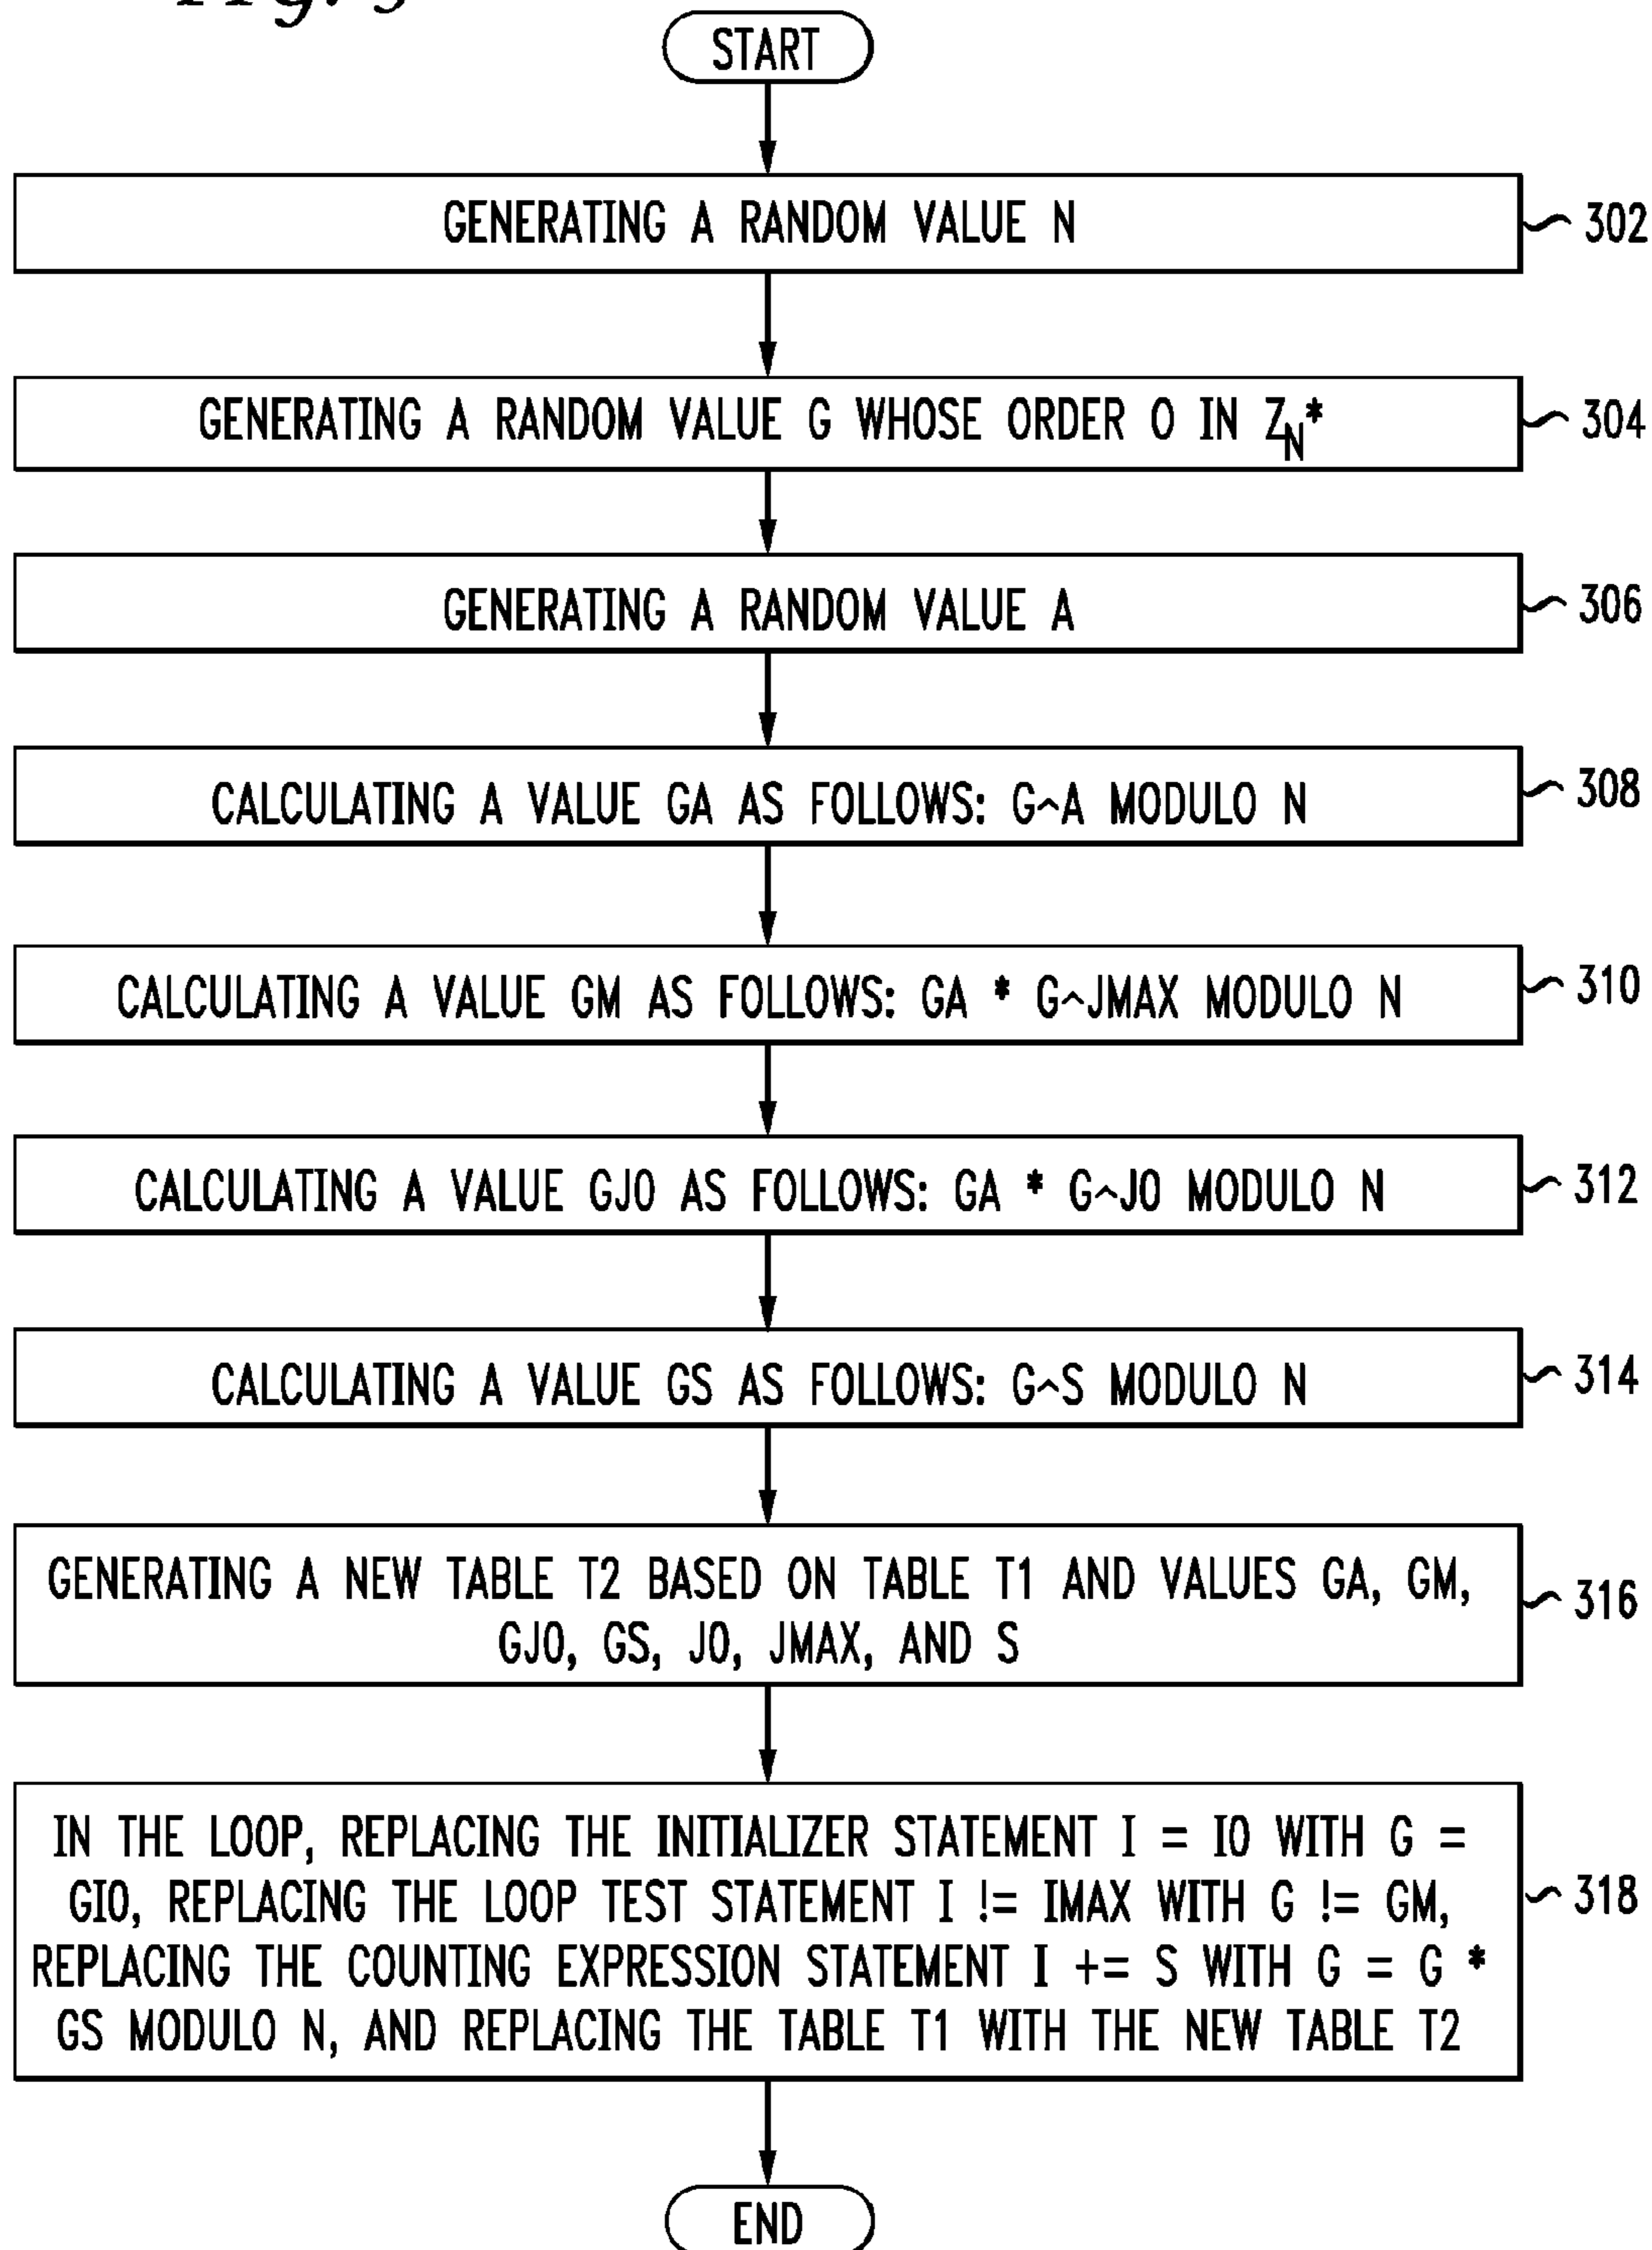 START
GENERATING A RANDOM VALUE N
302
GENERATING A RANDOM VALUE G WHOSE ORDER O IN Z_N*
304
GENERATING A RANDOM VALUE A
306
CALCULATING A VALUE GA AS FOLLOWS: G^A MODULO N
308
CALCULATING A VALUE GM AS FOLLOWS: GA * G^JMAX MODULO N
310
CALCULATING A VALUE GJ0 AS FOLLOWS: GA * G^J0 MODULO N
312
CALCULATING A VALUE GS AS FOLLOWS: G^S MODULO N
314
GENERATING A NEW TABLE T2 BASED ON TABLE T1 AND VALUES GA, GM,
GJ0, GS, J0, JMAX, AND S
316
IN THE LOOP, REPLACING THE INITIALIZER STATEMENT I = I0 WITH G =
GI0, REPLACING THE LOOP TEST STATEMENT I != IMAX WITH G != GM,
REPLACING THE COUNTING EXPRESSION STATEMENT I += S WITH G = G *
GS MODULO N, AND REPLACING THE TABLE T1 WITH THE NEW TABLE T2
318
END